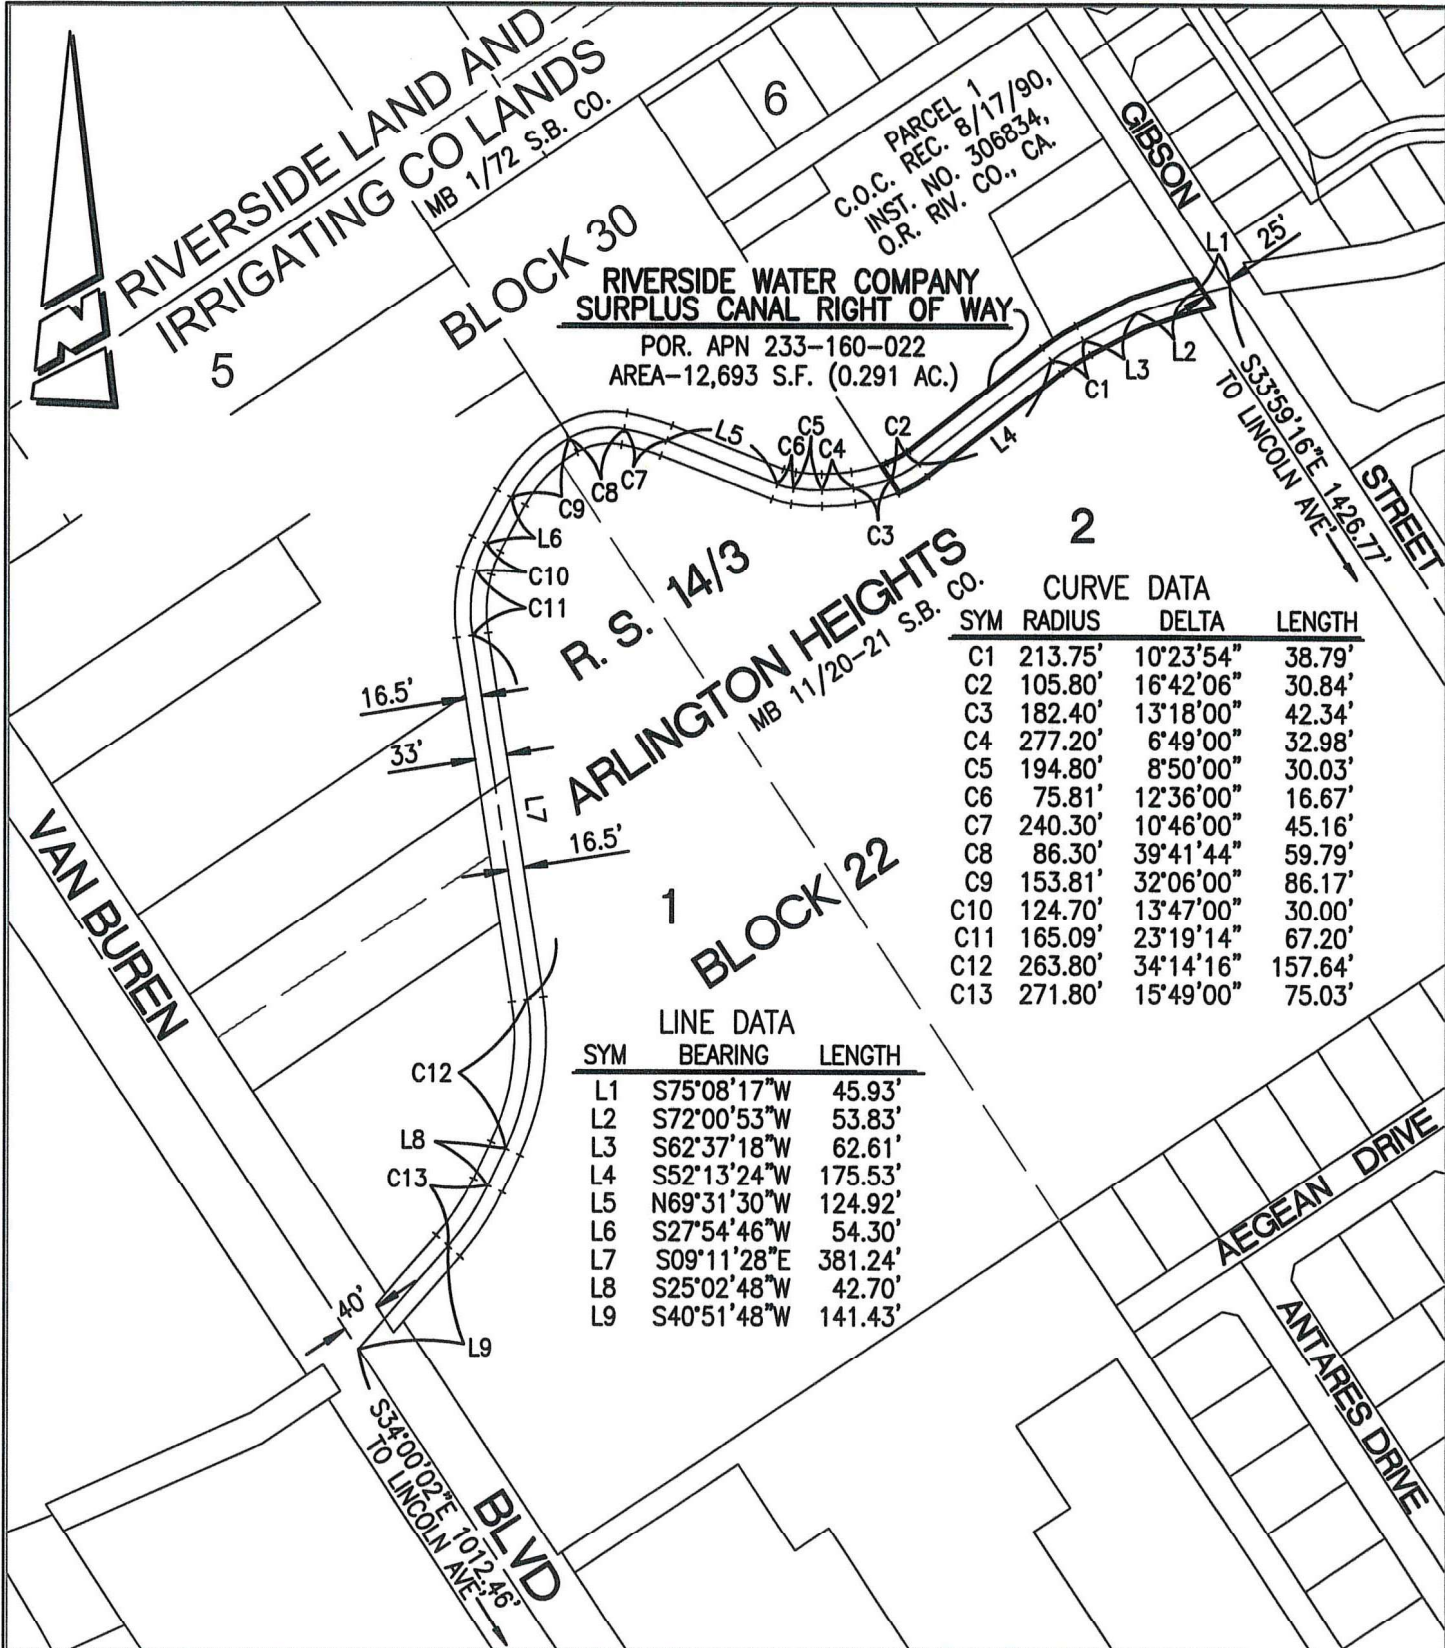 RIVERSIDE LAND AND
IRRIGATING CO LANDS
MB 1/72 S.B. CO.
5
6
BLOCK 30
PARCEL 1
C.O.C. REC. 8/17/90,
INST. NO. 306834,
O.R. RIV. CO., CA.
GIBSON
STREET
L1
25'
RIVERSIDE WATER COMPANY
SURPLUS CANAL RIGHT OF WAY
POR. APN 233-160-022
AREA-12,693 S.F. (0.291 AC.)
L2
L3
C1
L4
S33°59'16"E 1426.77'
TO LINCOLN AVE
C2
C5
C6
C4
L5
C3
C7
C8
C9
L6
C10
C11
N
R. S. 14/3
ARLINGTON HEIGHTS
MB 11/20-21 S.B. CO.
2
16.5'
33'
L7
16.5'
1
BLOCK 22
VAN BUREN
BLVD
CURVE DATA
SYM RADIUS DELTA LENGTH
C1 213.75' 10°23'54" 38.79'
C2 105.80' 16°42'06" 30.84'
C3 182.40' 13°18'00" 42.34'
C4 277.20' 6°49'00" 32.98'
C5 194.80' 8°50'00" 30.03'
C6 75.81' 12°36'00" 16.67'
C7 240.30' 10°46'00" 45.16'
C8 86.30' 39°41'44" 59.79'
C9 153.81' 32°06'00" 86.17'
C10 124.70' 13°47'00" 30.00'
C11 165.09' 23°19'14" 67.20'
C12 263.80' 34°14'16" 157.64'
C13 271.80' 15°49'00" 75.03'
LINE DATA
SYM BEARING LENGTH
L1 S75°08'17"W 45.93'
L2 S72°00'53"W 53.83'
L3 S62°37'18"W 62.61'
L4 S52°13'24"W 175.53'
L5 N69°31'30"W 124.92'
L6 S27°54'46"W 54.30'
L7 S09°11'28"E 381.24'
L8 S25°02'48"W 42.70'
L9 S40°51'48"W 141.43'
C12
L8
C13
40'
L9
S34°00'02"E 1012.46'
TO LINCOLN AVE
AEGEAN DRIVE
ANTARES DRIVE